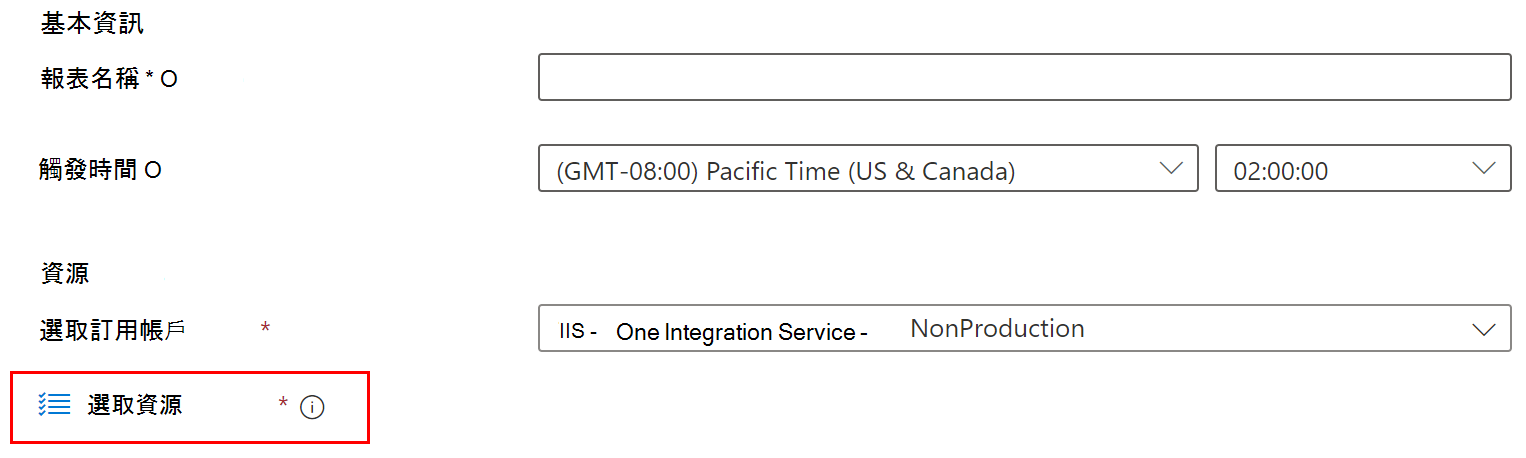 基本資訊
報表名稱 * O
觸發時間 O (GMT-08:00) Pacific Time (US & Canada) 02:00:00
資源
選取訂用帳戶 * IIS - One Integration Service - NonProduction
選取資源 *